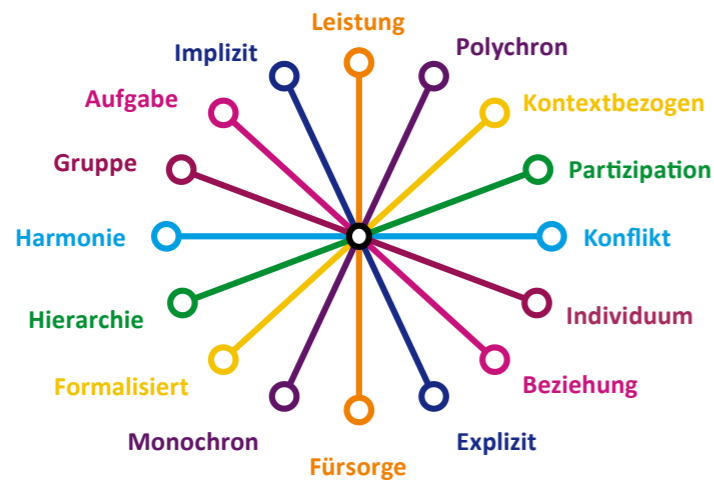 Leistung
Implizit
Polychron
Aufgabe
Kontextbezogen
Gruppe
Partizipation
Harmonie
Konflikt
Hierarchie
Individuum
Formalisiert
Beziehung
Monochron
Explizit
Fürsorge